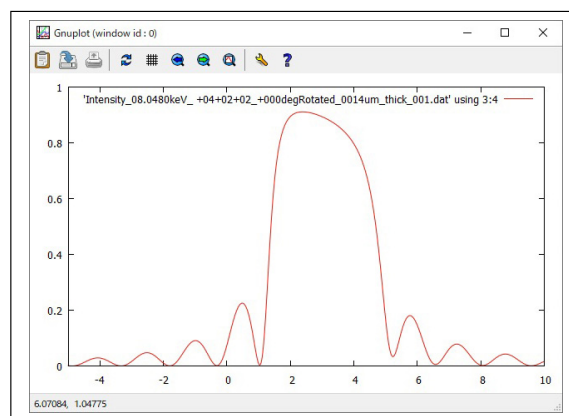 Gnuplot (window id : 0)
1
'Intensity_08.0480keV_ +04+02+02_+000degRotated_0014um_thick_001.dat' using 3:4
0.8
0.6
0.4
0.2
0
-4 -2 0 2 4 6 8 10
6.07084, 1.04775